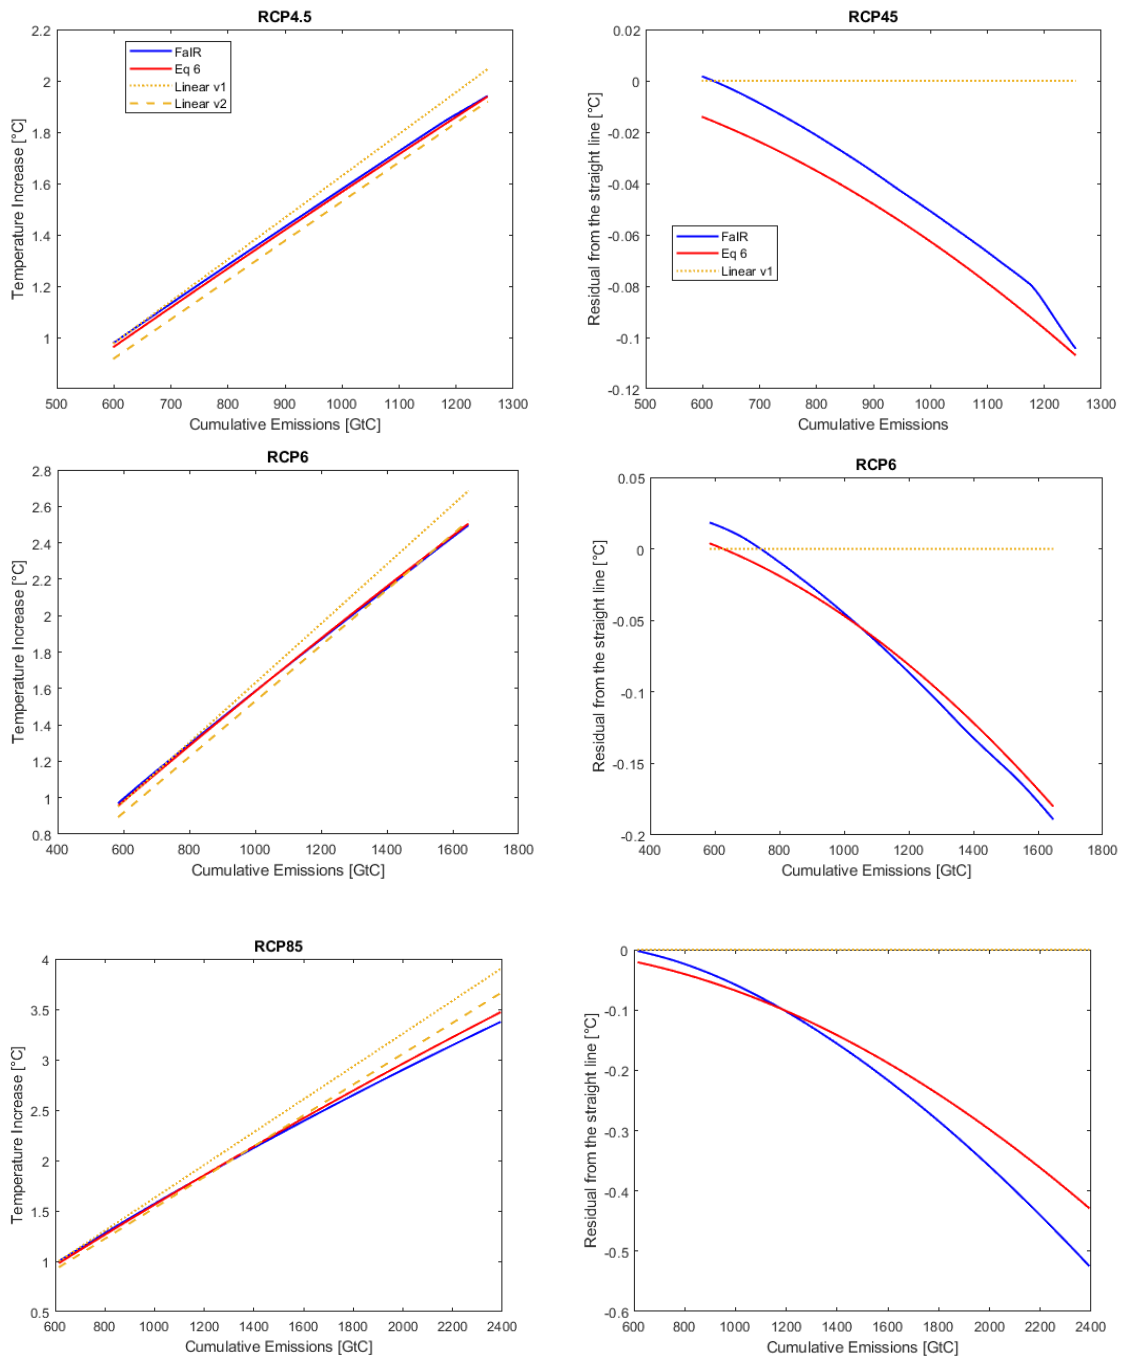 RCP4.5
2.2
2
1.8
1.6
1.4
1.2
1
Temperature Increase [°C]
FaIR
Eq 6
Linear v1
Linear v2
500 600 700 800 900 1000 1100 1200 1300
Cumulative Emissions [GtC]
RCP45
0.02
0
-0.02
-0.04
-0.06
-0.08
-0.1
-0.12
Residual from the straight line [°C]
FaIR
Eq 6
Linear v1
500 600 700 800 900 1000 1100 1200 1300
Cumulative Emissions
RCP6
2.8
2.6
2.4
2.2
2
1.8
1.6
1.4
1.2
1
0.8
Temperature Increase [°C]
400 600 800 1000 1200 1400 1600 1800
Cumulative Emissions [GtC]
RCP6
0.05
0
-0.05
-0.1
-0.15
-0.2
Residual from the straight line [°C]
400 600 800 1000 1200 1400 1600 1800
Cumulative Emissions [GtC]
RCP85
4
3.5
3
2.5
2
1.5
1
0.5
Temperature Increase [°C]
600 800 1000 1200 1400 1600 1800 2000 2200 2400
Cumulative Emissions [GtC]
0
-0.1
-0.2
-0.3
-0.4
-0.5
-0.6
Residual from the straight line [°C]
600 800 1000 1200 1400 1600 1800 2000 2200 2400
Cumulative Emissions [GtC]